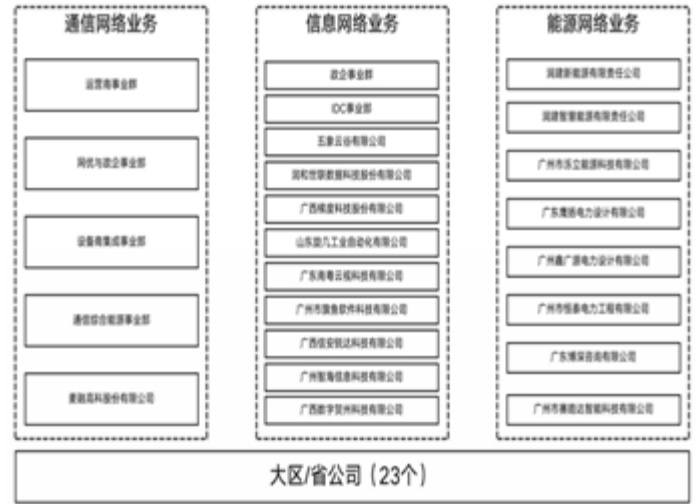 通信网络业务
运营商事业群
网优与政企事业部
设备商集成事业部
通信综合能源事业部
麦驰高科股份有限公司
信息网络业务
政企事业群
IDC事业部
五象云谷有限公司
润和世联数据科技股份有限公司
广西梯度科技股份有限公司
山东旋几工业自动化有限公司
广东南粤云视科技有限公司
广州市旗鱼软件科技有限公司
广西信安锐达科技有限公司
广州智海信息科技有限公司
广西数字贺州科技有限公司
能源网络业务
润建新能源有限责任公司
润建智慧能源有限责任公司
广州市泺立能源科技有限公司
广东鹰扬电力设计有限公司
广州鑫广源电力设计有限公司
广州市恒泰电力工程有限公司
广东博深咨询有限公司
广州市赛皓达智能科技有限公司
大区/省公司（23个）